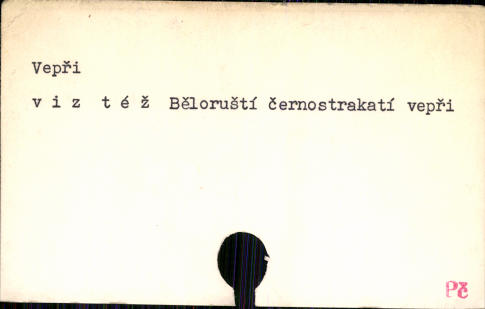 Vepři
v i z  t é ž  Běloruští černostrakatí vepři
Pč